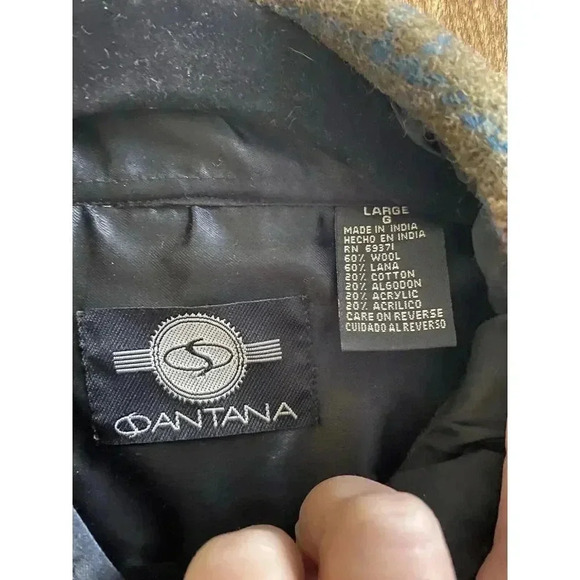 SANTANA
LARGE
G
MADE IN INDIA
HECHO EN INDIA
RN 69371
60% WOOL
60% LANA
20% COTTON
20% ALGODON
20% ACRYLIC
20% ACRILICO
CARE ON REVERSE
CUIDADO AL REVERSO